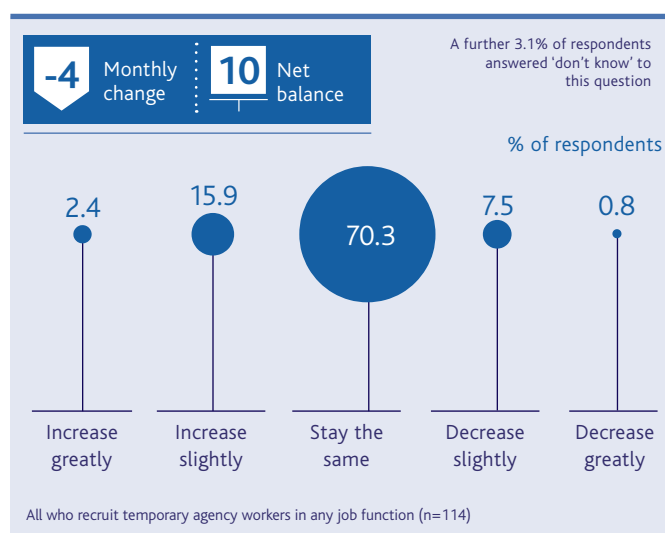 -4
Monthly
change
10
Net
balance
A further 3.1% of respondents
answered ‘don’t know’ to
this question
% of respondents
2.4
15.9
70.3
7.5
0.8
Increase
greatly
Increase
slightly
Stay the
same
Decrease
slightly
Decrease
greatly
All who recruit temporary agency workers in any job function (n=114)